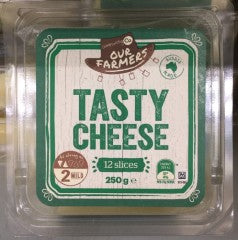 OUR
FARMERS
TASTY
CHEESE
12 slices
250g e
2 MILD